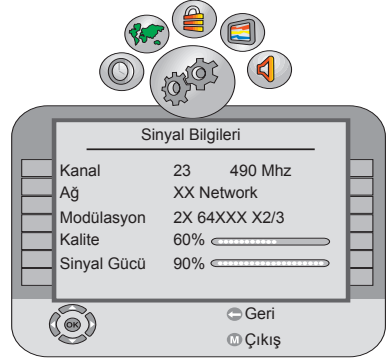 Sinyal Bilgileri
Kanal 23 490 Mhz
Ağ XX Network
Modülasyon 2X 64XXX X2/3
Kalite 60%
Sinyal Gücü 90%
OK
Geri
M Çıkış